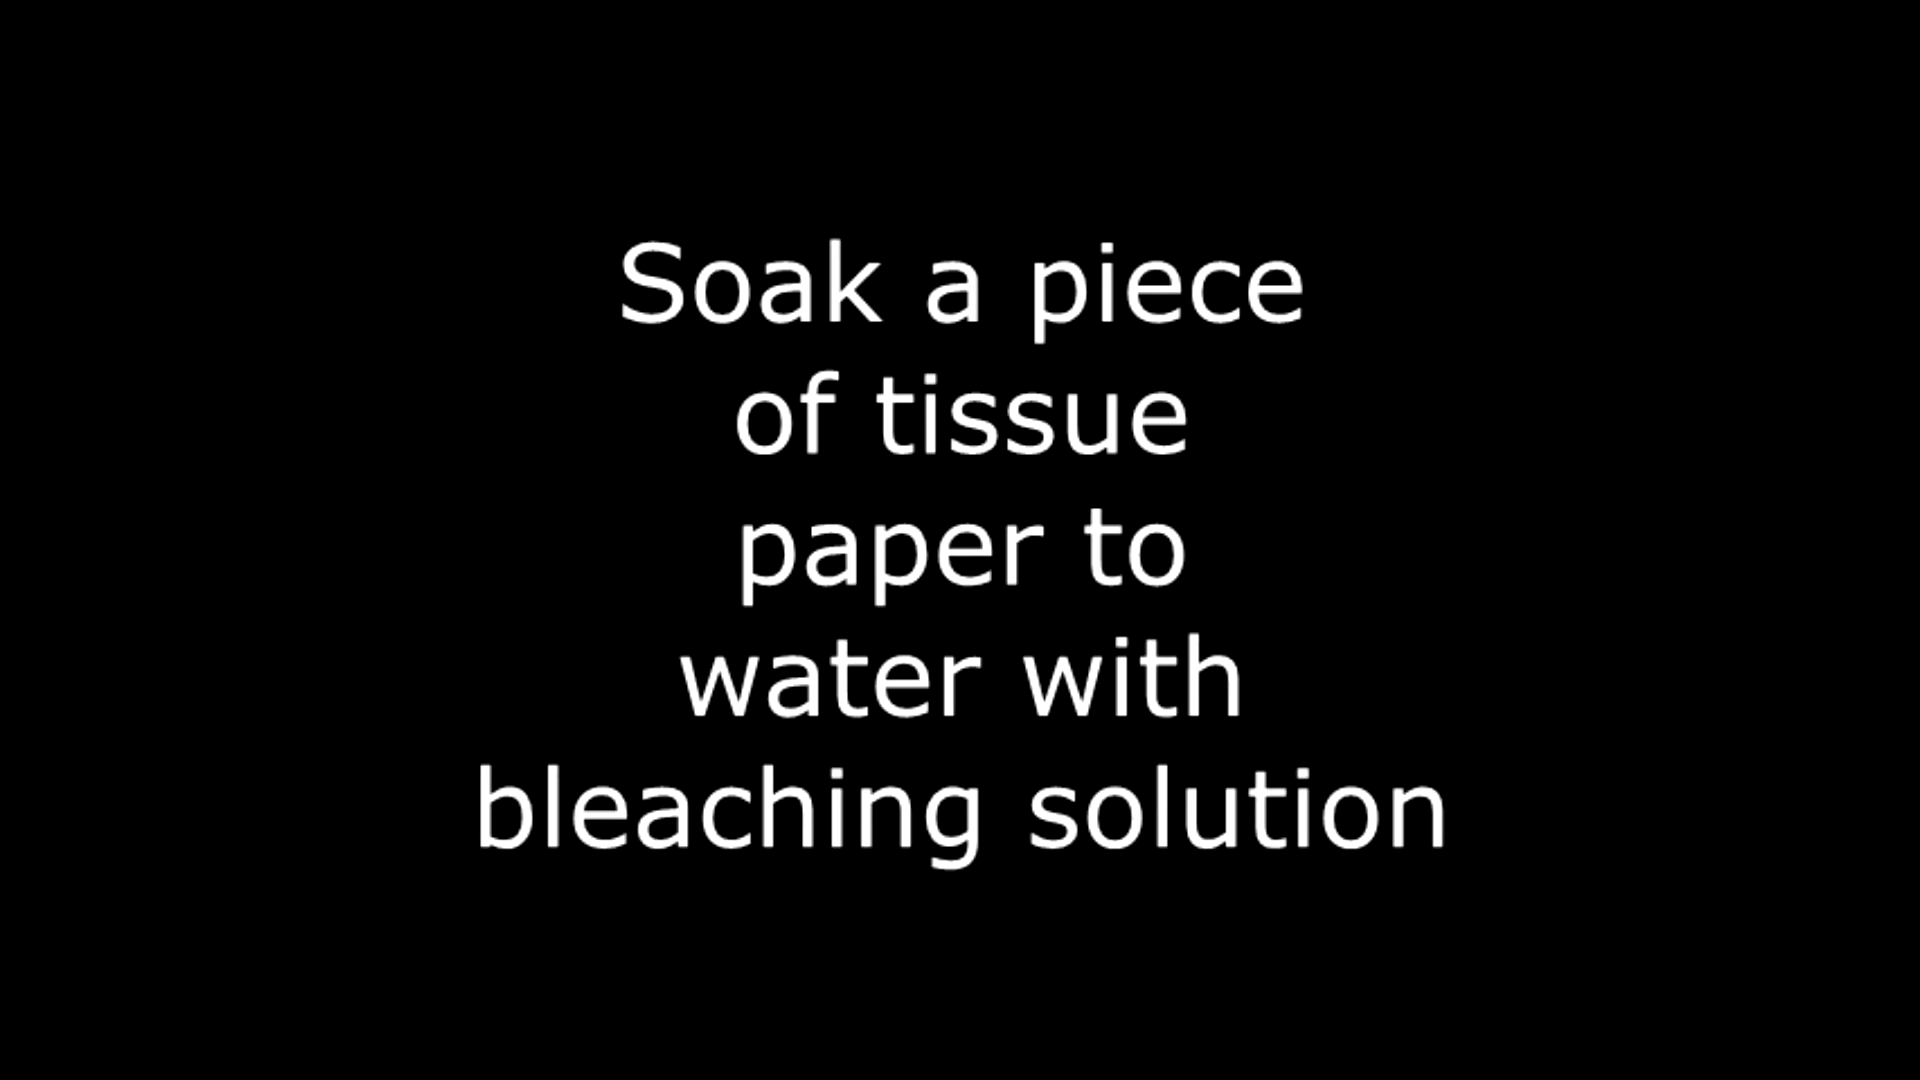 Soak a piece
of tissue
paper to
water with
bleaching solution